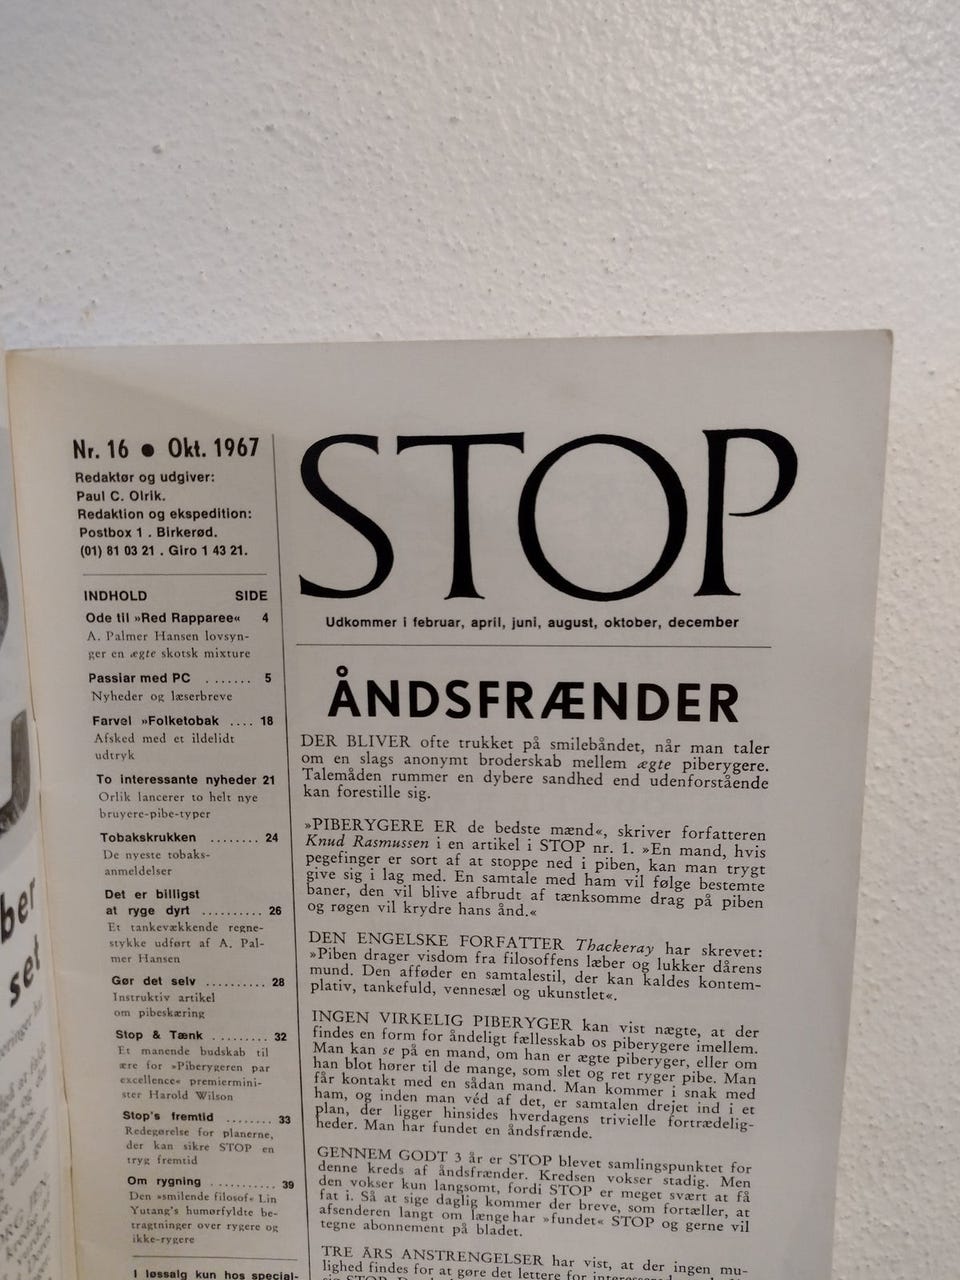 Nr. 16 ● Okt. 1967
Redaktør og udgiver:
Paul C. Olrik.
Redaktion og ekspedition:
Postbox 1 . Birkerød.
(01) 81 03 21 . Giro 1 43 21.
INDHOLD SIDE
Ode til »Red Rapparee« 4
A. Palmer Hansen lovsyn-
ger en ægte skotsk mixture
Passiar med PC ....... 5
Nyheder og læserbreve
Farvel »Folketobak .... 18
Afsked med et ildelidt
udtryk
To interessante nyheder 21
Orlik lancerer to helt nye
bruyere-pibe-typer
Tobakskrukken ........ 24
De nyeste tobaks-
anmeldelser
Det er billigst
at ryge dyrt .......... 26
Et tankevækkende regne-
stykke udført af A. Pal-
mer Hansen
Gør det selv .......... 28
Instruktiv artikel
om pibeskæring
Stop & Tænk ......... 32
Et manende budskab til
ære for »Piberygeren par
excellence« premiermini-
ster Harold Wilson
Stop's fremtid ........ 33
Redegørelse for planerne,
der kan sikre STOP en
tryg fremtid
Om rygning .......... 39
Den »smilende filosof« Lin
Yutang's humørfyldte be-
tragtninger over rygere og
ikke-rygere
I løssalg kun hos special-
STOP
Udkommer i februar, april, juni, august, oktober, december
ÅNDSFRÆNDER
DER BLIVER ofte trukket på smilebåndet, når man taler
om en slags anonymt broderskab mellem ægte piberygere.
Talemåden rummer en dybere sandhed end udenforstående
kan forestille sig.
»PIBERYGERE ER de bedste mænd«, skriver forfatteren
Knud Rasmussen i en artikel i STOP nr. 1. »En mand, hvis
pegefinger er sort af at stoppe ned i piben, kan man trygt
give sig i lag med. En samtale med ham vil følge bestemte
baner, den vil blive afbrudt af tænksomme drag på piben
og røgen vil krydre hans ånd.«
DEN ENGELSKE FORFATTER Thackeray har skrevet:
»Piben drager visdom fra filosoffens læber og lukker dårens
mund. Den afføder en samtalestil, der kan kaldes kontem-
plativ, tankefuld, vennesæl og ukunstlet«.
INGEN VIRKELIG PIBERYGER kan vist nægte, at der
findes en form for åndeligt fællesskab os piberygere imellem.
Man kan se på en mand, om han er ægte piberyger, eller om
han blot hører til de mange, som slet og ret ryger pibe. Man
får kontakt med en sådan mand. Man kommer i snak med
ham, og inden man véd af det, er samtalen drejet ind i et
plan, der ligger hinsides hverdagens trivielle fortrædelig-
heder. Man har fundet en åndsfrænde.
GENNEM GODT 3 år er STOP blevet samlingspunktet for
denne kreds af åndsfrænder. Kredsen vokser stadig. Men
den vokser kun langsomt, fordi STOP er meget svært at få
fat i. Så at sige daglig kommer der breve, som fortæller, at
afsenderen langt om længe har »fundet« STOP og gerne vil
tegne abonnement på bladet.
TRE ÅRS ANSTRENGELSER har vist, at der ingen mu-
lighed findes for at gøre det lettere for
ber
set